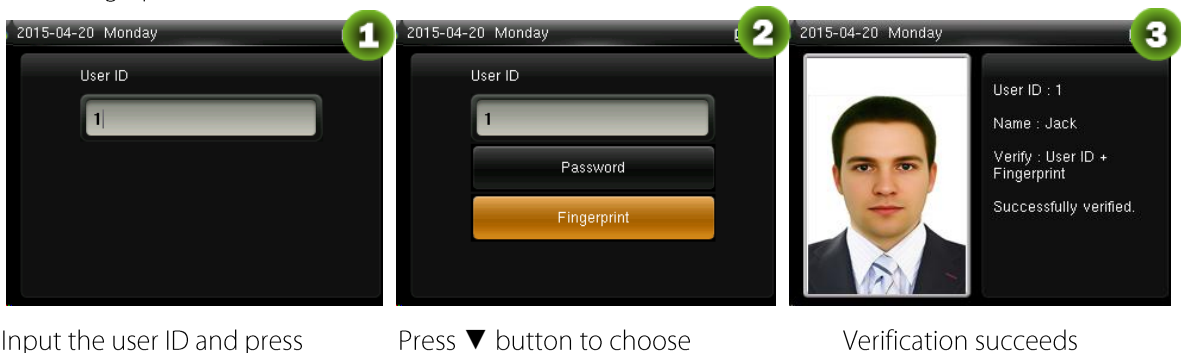 2015-04-20 Monday
1
User ID
1
2015-04-20 Monday
2
User ID
1
Password
Fingerprint
2015-04-20 Monday
3
User ID : 1
Name : Jack
Verify : User ID +
Fingerprint
Successfully verified.
Input the user ID and press
Press ▼ button to choose
Verification succeeds